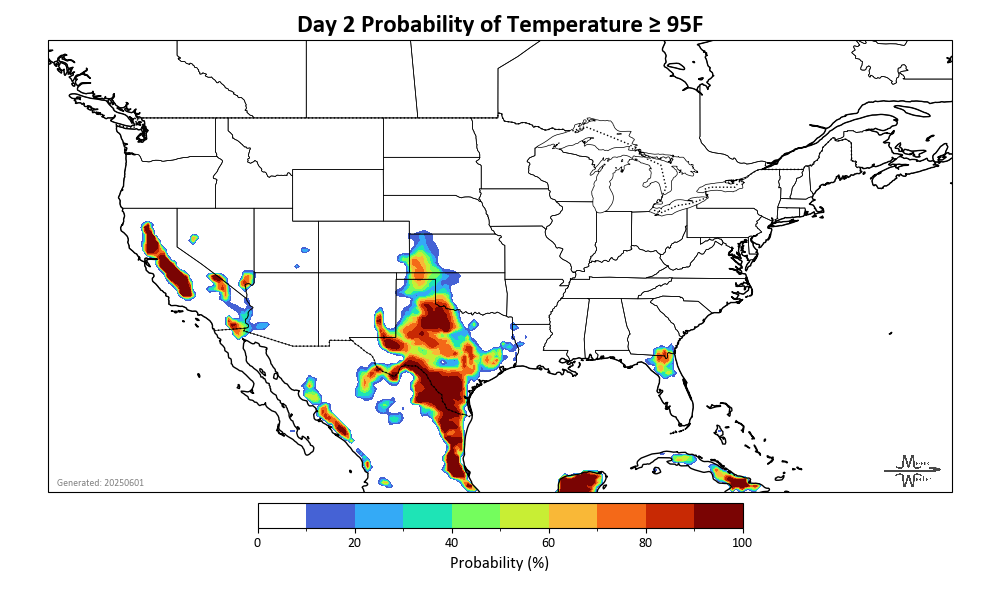 Day 2 Probability of Temperature ≥ 95F
Generated: 20250601
0 20 40 60 80 100
Probability (%)